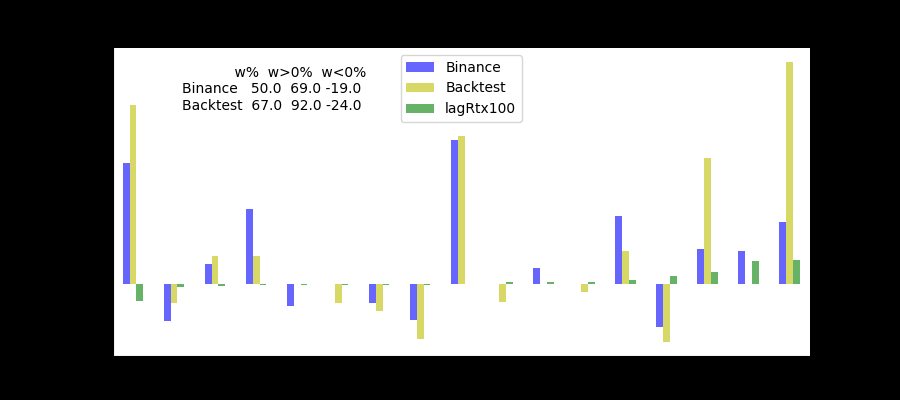 w% w>0% w<0%
Binance 50.0 69.0 -19.0
Backtest 67.0 92.0 -24.0
Binance
Backtest
lagRtx100